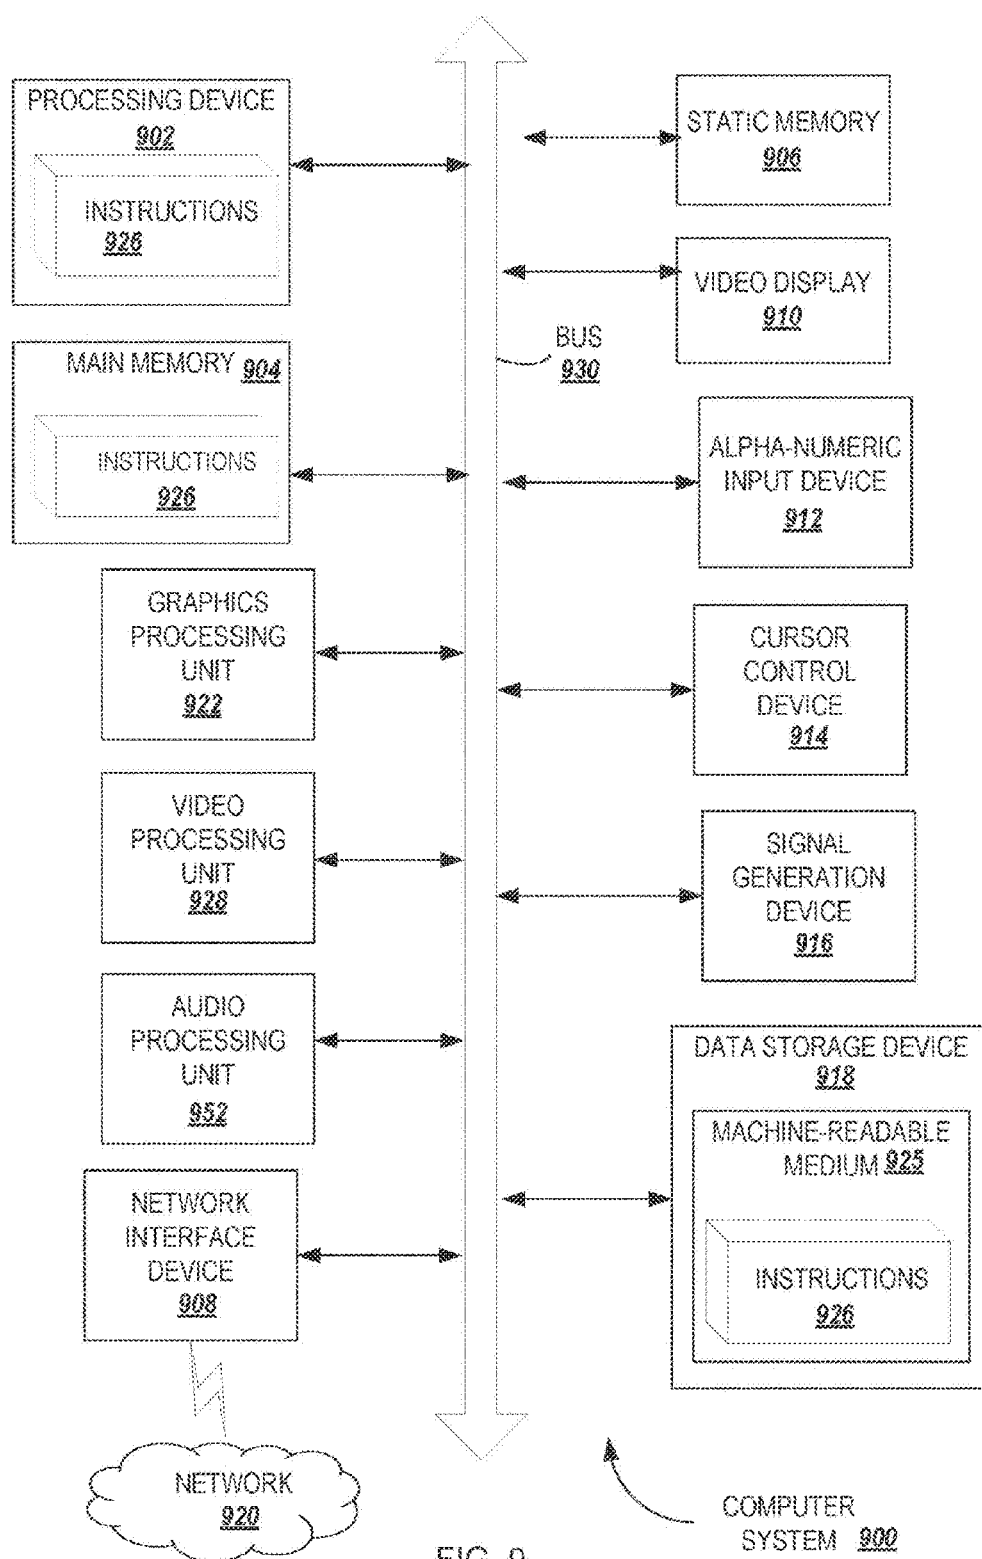 PROCESSING DEVICE
902
INSTRUCTIONS
926
MAIN MEMORY 904
INSTRUCTIONS
926
GRAPHICS
PROCESSING
UNIT
922
VIDEO
PROCESSING
UNIT
928
AUDIO
PROCESSING
UNIT
952
NETWORK
INTERFACE
DEVICE
908
NETWORK
920
BUS
930
STATIC MEMORY
906
VIDEO DISPLAY
910
ALPHA-NUMERIC
INPUT DEVICE
912
CURSOR
CONTROL
DEVICE
914
SIGNAL
GENERATION
DEVICE
916
DATA STORAGE DEVICE
918
MACHINE-READABLE
MEDIUM 925
INSTRUCTIONS
926
COMPUTER
SYSTEM 900
FIG. 9